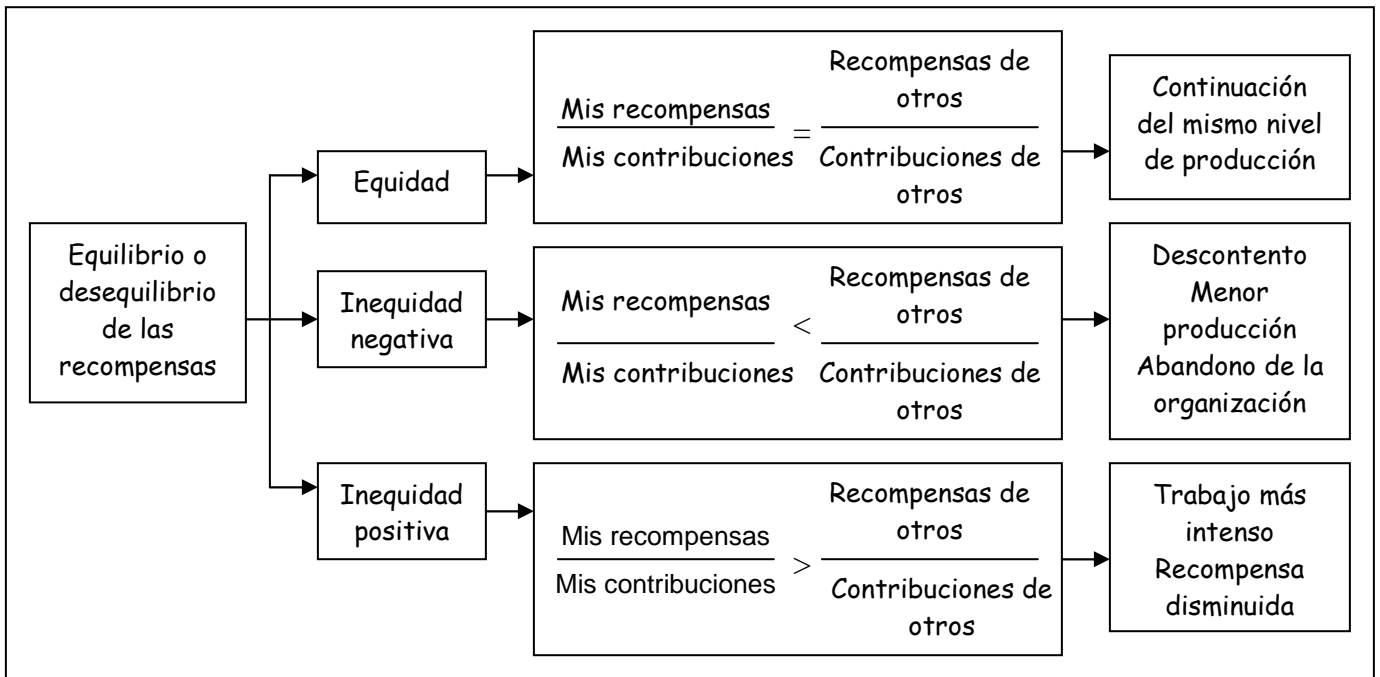 Equilibrio o
desequilibrio
de las
recompensas
Equidad
Mis recompensas
Mis contribuciones
=
Recompensas de
otros
Contribuciones de
otros
Continuación
del mismo nivel
de producción
Inequidad
negativa
Mis recompensas
Mis contribuciones
<
Recompensas de
otros
Contribuciones de
otros
Descontento
Menor
producción
Abandono de la
organización
Inequidad
positiva
Mis recompensas
Mis contribuciones
>
Recompensas de
otros
Contribuciones de
otros
Trabajo más
intenso
Recompensa
disminuida